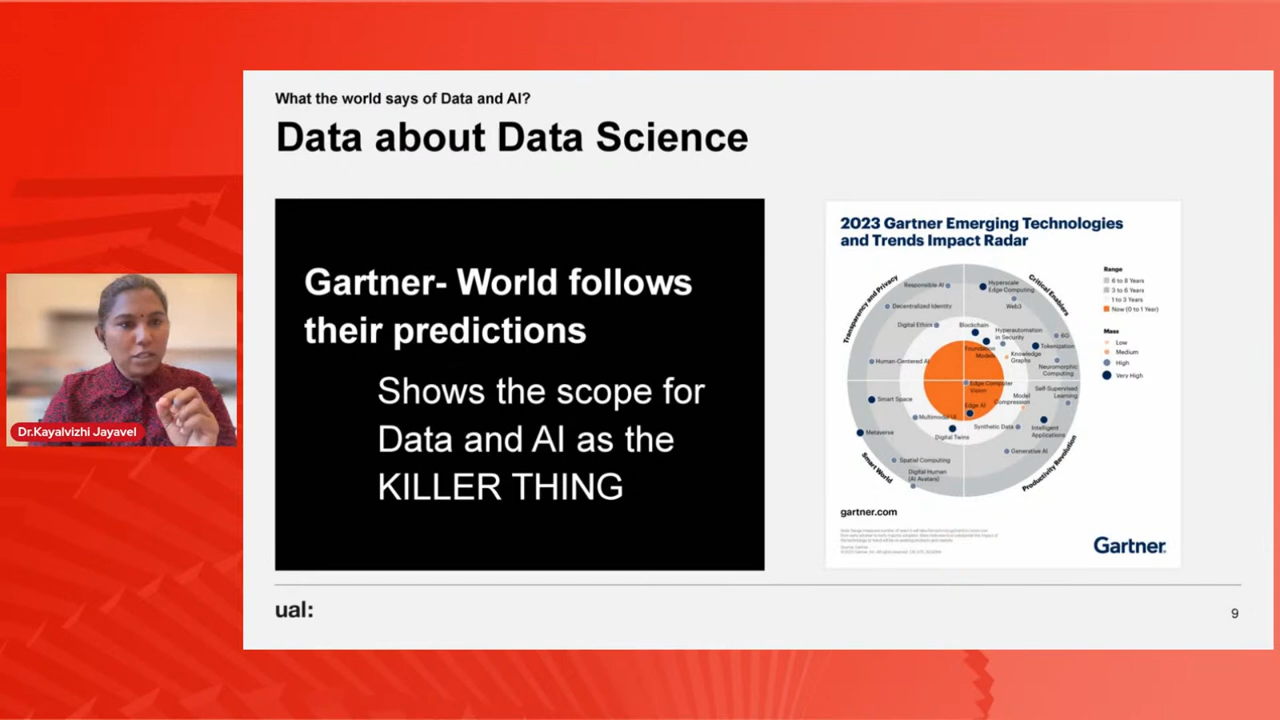 What the world says of Data and AI?
Data about Data Science
Gartner- World follows
their predictions
Shows the scope for
Data and AI as the
KILLER THING
Dr.Kayalvizhi Jayavel
2023 Gartner Emerging Technologies
and Trends Impact Radar
Transparency and Privacy
Critical Enablers
Smart World
Productivity Revolution
Responsible AI
Decentralized Identity
Digital Ethics
Human-Centered AI
Hyperscale
Edge Computing
Web3
Blockchain
Hyperautomation
in Security
6G
Tokenization
Foundation
Models
Knowledge
Graphs
Neuromorphic
Computing
Smart Space
Multimodal UI
Metaverse
Digital Twins
Spatial Computing
Digital Human
(AI Avatars)
Edge Computer
Vision
Edge AI
Model
Compression
Self-Supervised
Learning
Synthetic Data
Intelligent
Applications
Generative AI
Range
6 to 8 Years
3 to 6 Years
1 to 3 Years
Now (0 to 1 Year)
Mass
Low
Medium
High
Very High
gartner.com
Gartner
ual:
9